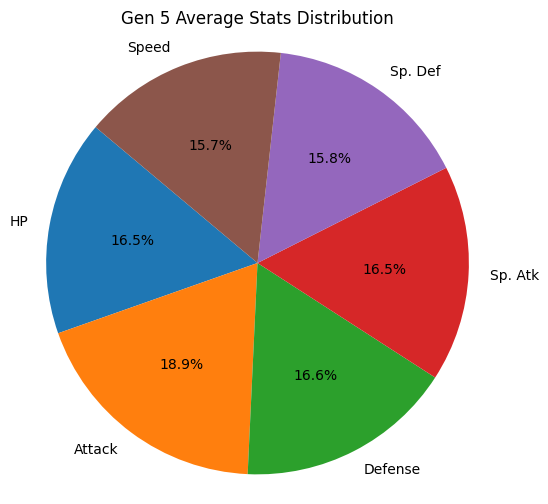 Gen 5 Average Stats Distribution
Speed
Sp. Def
15.7%
15.8%
HP
16.5%
16.5%
Sp. Atk
18.9%
16.6%
Attack
Defense